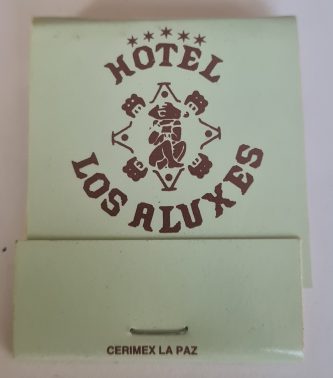 HOTEL
LOS ALUXES
CERIMEX LA PAZ